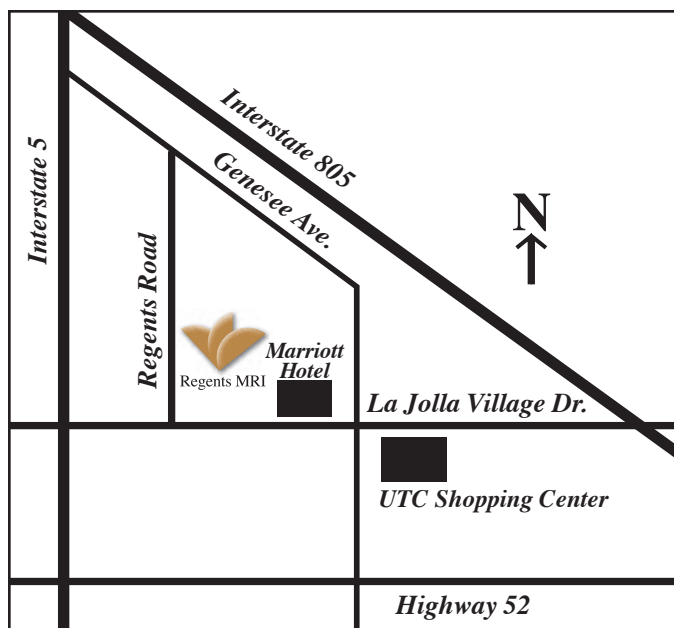 Interstate 5
Interstate 805
Genesee Ave.
N
Regents Road
Regents MRI
Marriott
Hotel
La Jolla Village Dr.
UTC Shopping Center
Highway 52